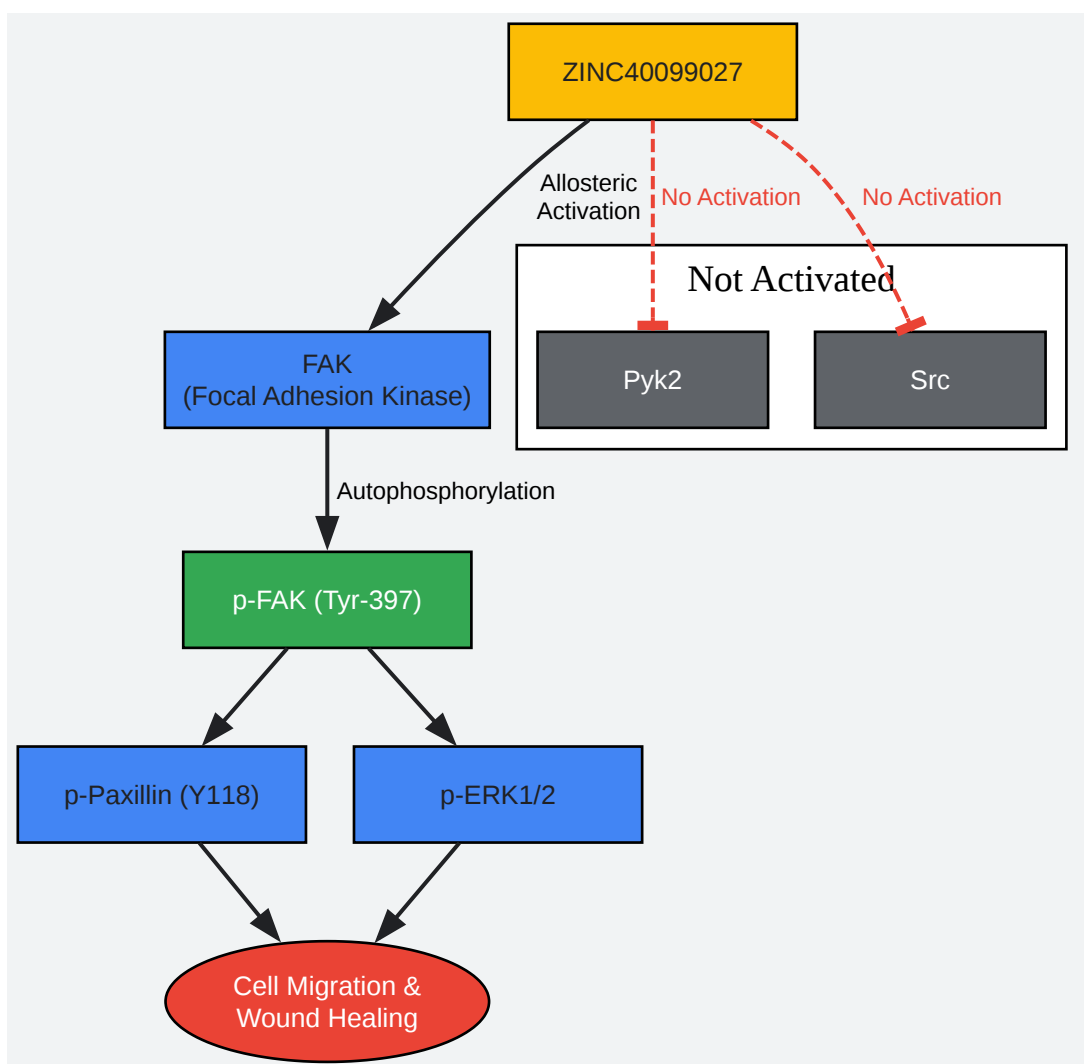 ZINC40099027
Allosteric
Activation
No Activation
No Activation
Not Activated
FAK
(Focal Adhesion Kinase)
Pyk2
Src
Autophosphorylation
p-FAK (Tyr-397)
p-Paxillin (Y118)
p-ERK1/2
Cell Migration &
Wound Healing